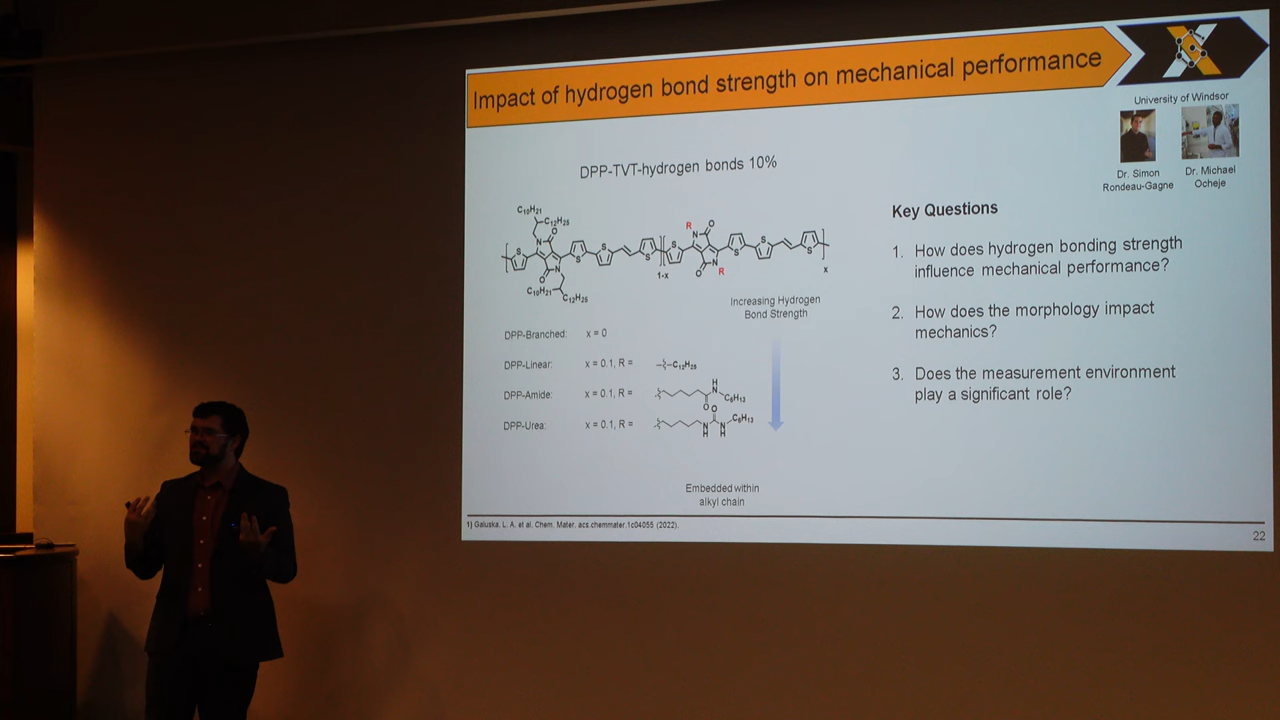 Impact of hydrogen bond strength on mechanical performance
University of Windsor
Dr. Simon
Rondeau-Gagne
Dr. Michael
Ocheje
DPP-TVT-hydrogen bonds 10%
C₁₀H₂₁
C₁₂H₂₅
N
O
S
S
S
S
O
N
C₁₀H₂₁
C₁₂H₂₅
1-x
R
N
O
S
S
S
S
O
N
R
x
Increasing Hydrogen
Bond Strength
DPP-Branched: x = 0
DPP-Linear: x = 0.1, R = C₁₂H₂₅
DPP-Amide: x = 0.1, R =
H
N
O
C₆H₁₃
DPP-Urea: x = 0.1, R =
O
N
H
N
H
C₆H₁₃
Embedded within
alkyl chain
Key Questions
1. How does hydrogen bonding strength
influence mechanical performance?
2. How does the morphology impact
mechanics?
3. Does the measurement environment
play a significant role?
1) Galuska, L. A. et al. Chem. Mater. acs.chemmater.1c04055 (2022).
22